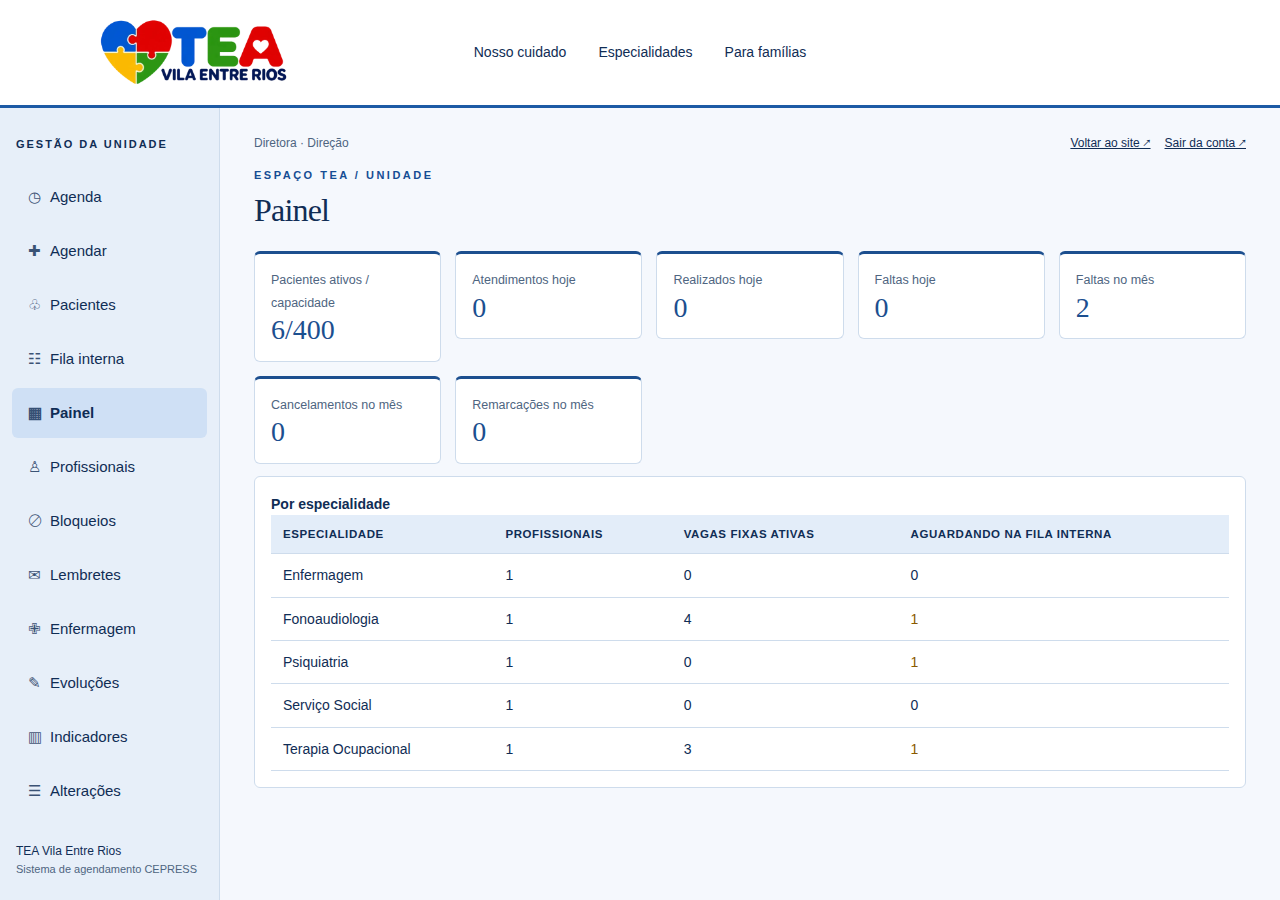 TEA
VILA ENTRE RIOS
Nosso cuidado
Especialidades
Para famílias
GESTÃO DA UNIDADE
Agenda
Agendar
Pacientes
Fila interna
Painel
Profissionais
Bloqueios
Lembretes
Enfermagem
Evoluções
Indicadores
Alterações
TEA Vila Entre Rios
Sistema de agendamento CEPRESS
Diretora · Direção
Voltar ao site ↗
Sair da conta ↗
ESPAÇO TEA / UNIDADE
Painel
Pacientes ativos /
capacidade
6/400
Atendimentos hoje
0
Realizados hoje
0
Faltas hoje
0
Faltas no mês
2
Cancelamentos no mês
0
Remarcações no mês
0
Por especialidade
ESPECIALIDADE PROFISSIONAIS VAGAS FIXAS ATIVAS AGUARDANDO NA FILA INTERNA
Enfermagem 1 0 0
Fonoaudiologia 1 4 1
Psiquiatria 1 0 1
Serviço Social 1 0 0
Terapia Ocupacional 1 3 1